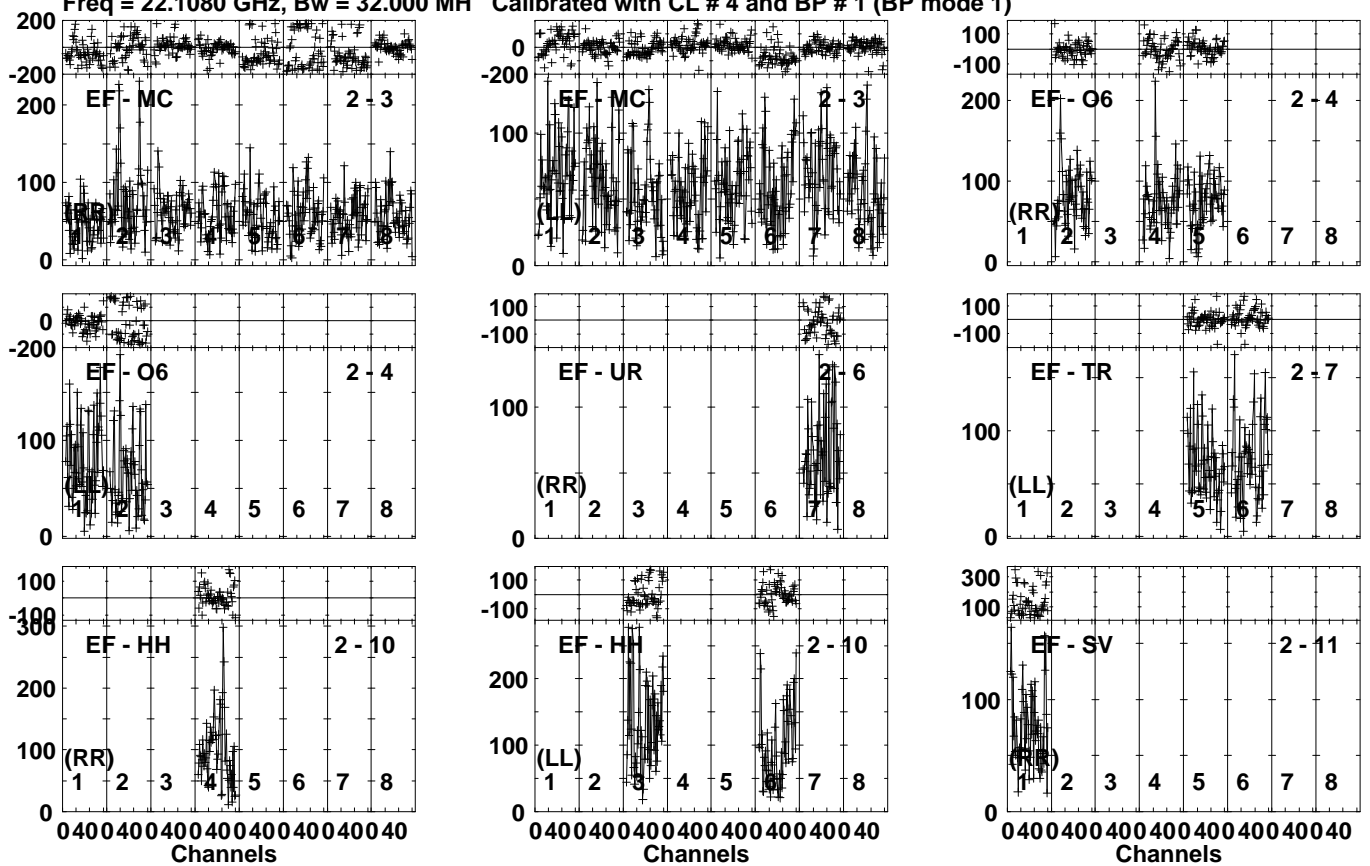 Freq = 22.1080 GHz, Bw = 32.000 MH Calibrated with CL # 4 and BP # 1 (BP mode 1)
200 0 100
-200 -200 -100
200 EF - MC 2 - 3 EF - MC 2 - 3 200 EF - O6 2 - 4
100 100 100
(RR) (LL) (RR)
1 2 3 4 5 6 7 8 1 2 3 4 5 6 7 8 1 2 3 4 5 6 7 8
0 0 0
0 100 100
-200 -100 -100
EF - O6 2 - 4 EF - UR 2 - 6 EF - TR 2 - 7
100 100 100
(LL) (RR) (LL)
1 2 3 4 5 6 7 8 1 2 3 4 5 6 7 8 1 2 3 4 5 6 7 8
0 0 0
100 100 300
-100 -100 100
300 EF - HH 2 - 10 EF - HH 2 - 10 EF - SV 2 - 11
200 200 100
100 100
(RR) (LL) (RR)
1 2 3 4 5 6 7 8 1 2 3 4 5 6 7 8 1 2 3 4 5 6 7 8
0 0 0
0 40 0 40 0 40 0 40 0 40 0 40 0 40 0 40 0 40 0 40 0 40 0 40 0 40 0 40 0 40 0 40 0 40 0 40 0 40 0 40 0 40 0 40 0 40 0 40
Channels Channels Channels